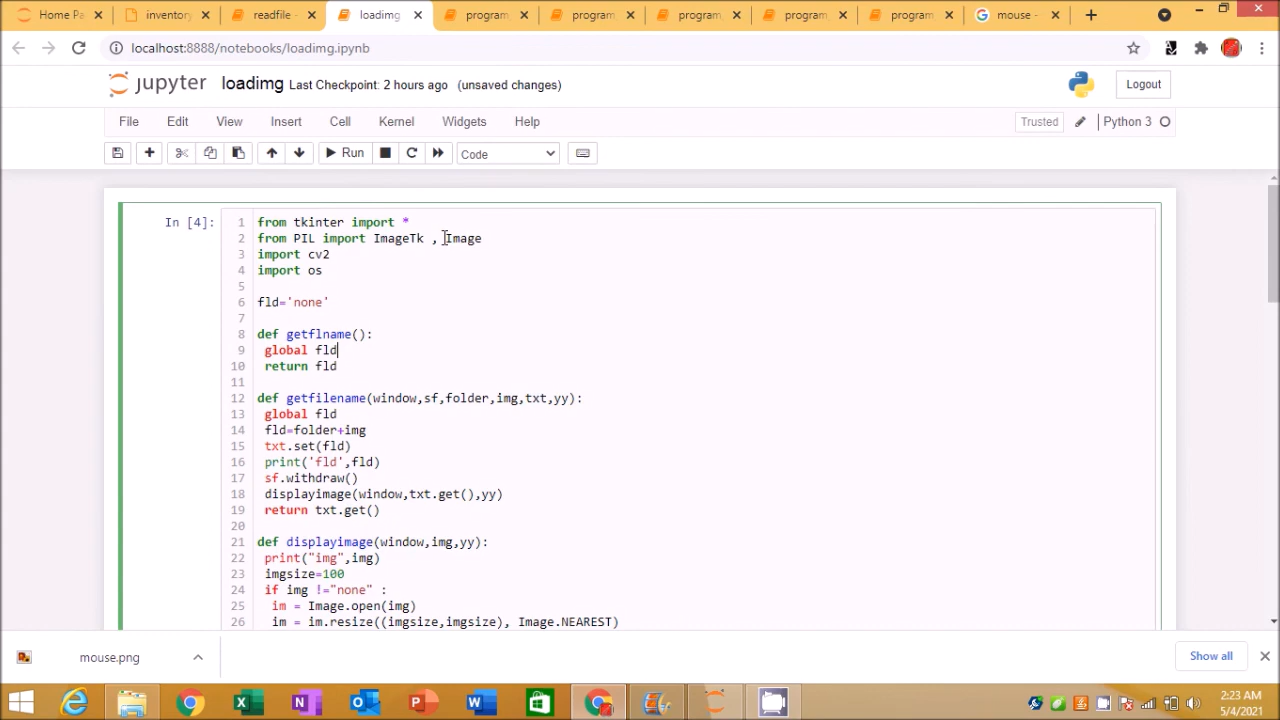 Home Pa
inventory
readfile -
loadimg
program
program
program
program
program
mouse -
localhost:8888/notebooks/loadimg.ipynb
jupyter loadimg Last Checkpoint: 2 hours ago (unsaved changes)
Logout
File Edit View Insert Cell Kernel Widgets Help
Trusted Python 3
Run Code
In [4]:
1 from tkinter import *
2 from PIL import ImageTk , Image
3 import cv2
4 import os
5
6 fld='none'
7
8 def getflname():
9 global fld
10 return fld
11
12 def getfilename(window,sf,folder,img,txt,yy):
13 global fld
14 fld=folder+img
15 txt.set(fld)
16 print('fld',fld)
17 sf.withdraw()
18 displayimage(window,txt.get(),yy)
19 return txt.get()
20
21 def displayimage(window,img,yy):
22 print("img",img)
23 imgsize=100
24 if img !="none" :
25 im = Image.open(img)
26 im = im.resize((imgsize,imgsize), Image.NEAREST)
mouse.png
Show all
2:23 AM
5/4/2021